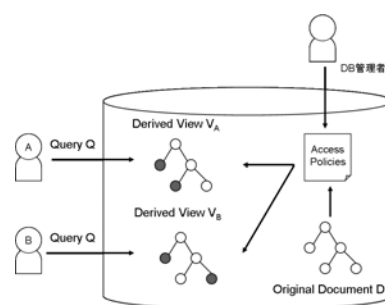 DB管理者
Derived View VA
A
Query Q
Access
Policies
Derived View VB
B
Query Q
Original Document D